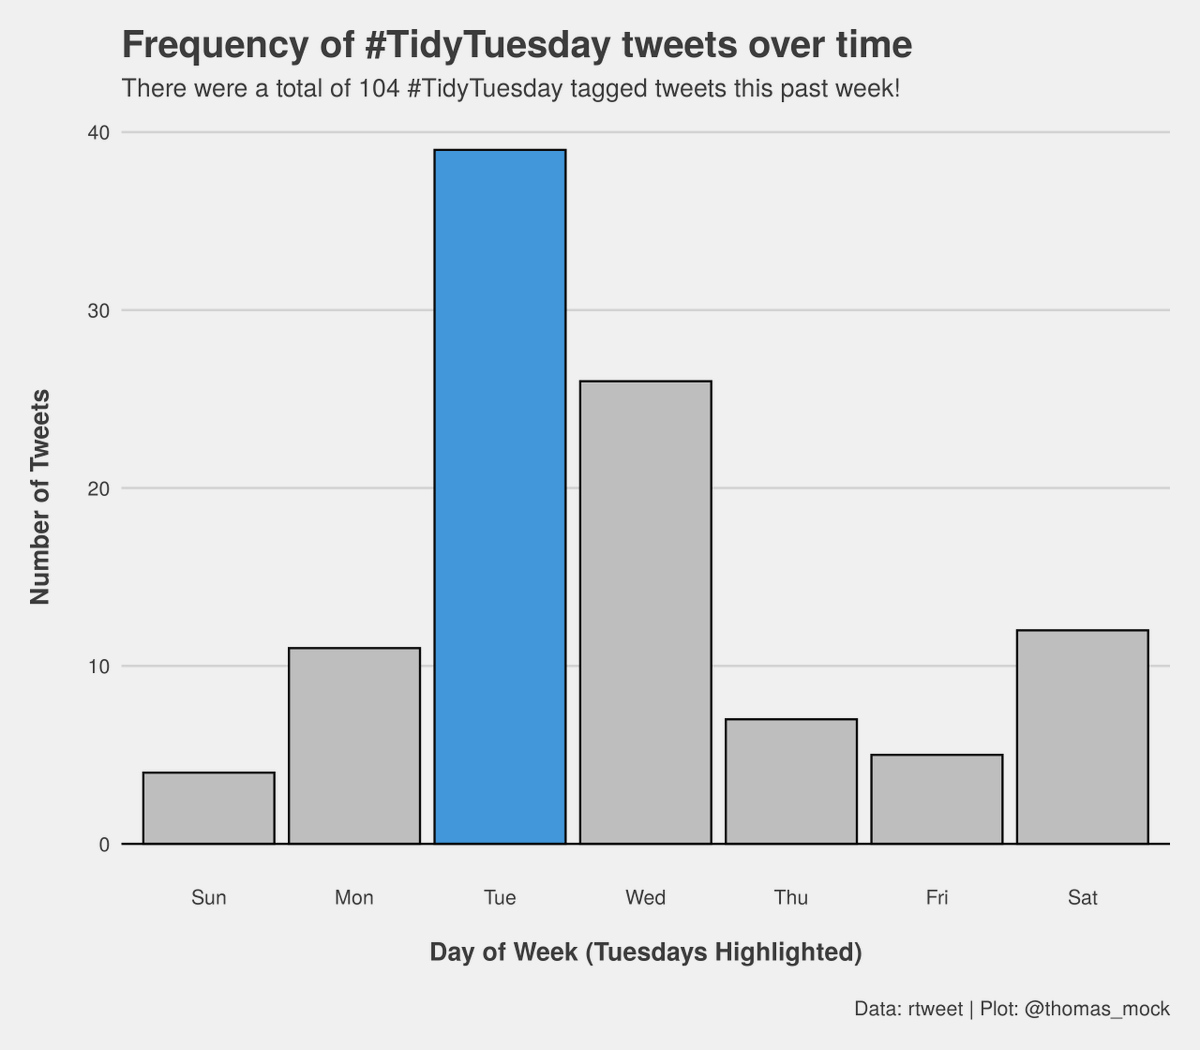 Frequency of #TidyTuesday tweets over time
There were a total of 104 #TidyTuesday tagged tweets this past week!
40
30
20
10
0
Number of Tweets
Sun Mon Tue Wed Thu Fri Sat
Day of Week (Tuesdays Highlighted)
Data: rtweet | Plot: @thomas_mock